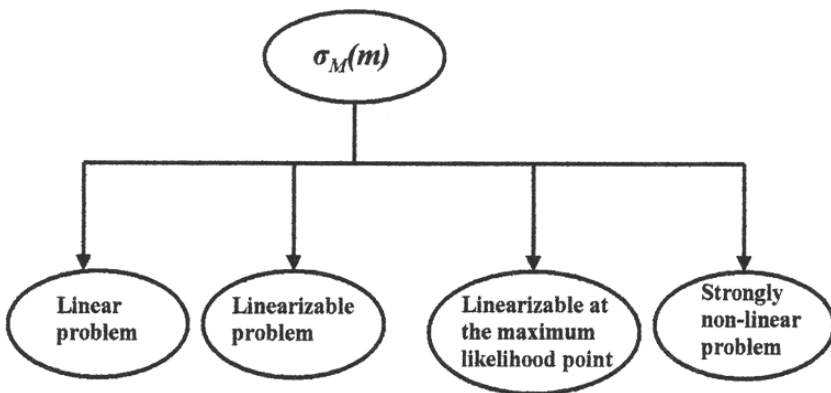 σM(m)
Linear
problem
Linearizable
problem
Linearizable at
the maximum
likelihood point
Strongly
non-linear
problem